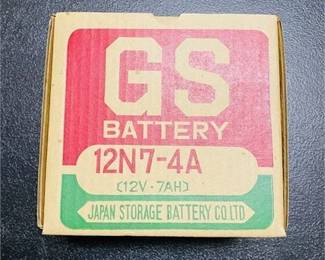 GS
BATTERY
12N7-4A
(12V-7AH)
JAPAN STORAGE BATTERY CO.LTD